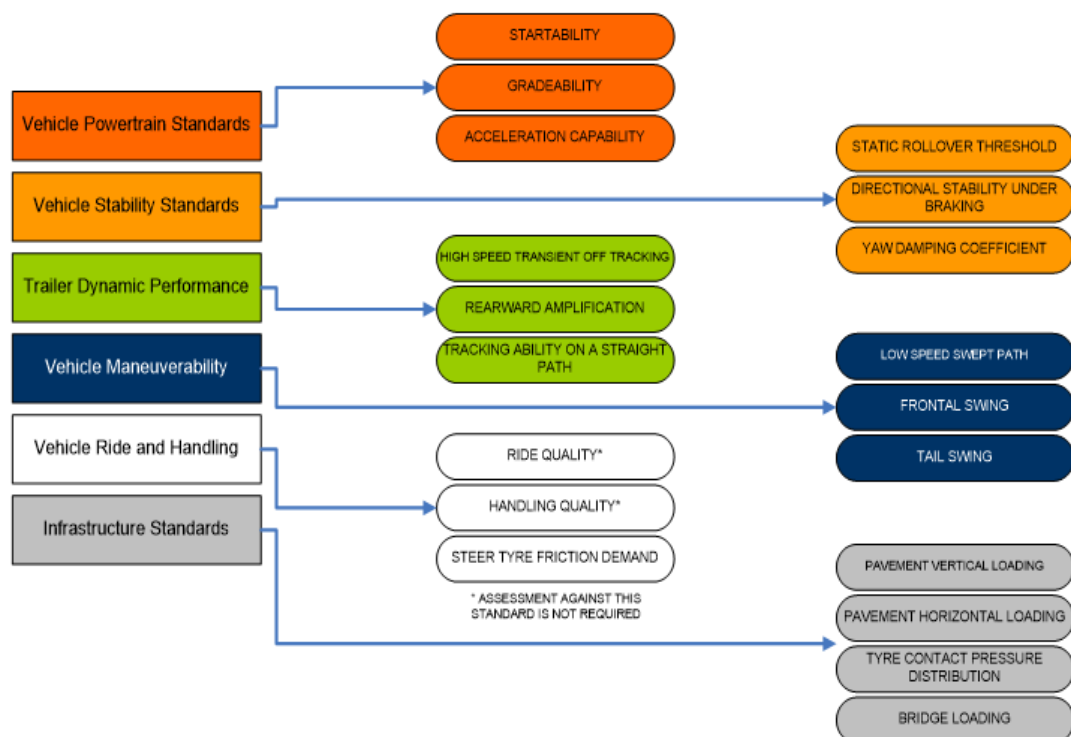 STARTABILITY
GRADEABILITY
ACCELERATION CAPABILITY
Vehicle Powertrain Standards
STATIC ROLLOVER THRESHOLD
DIRECTIONAL STABILITY UNDER
BRAKING
YAW DAMPING COEFFICIENT
Vehicle Stability Standards
HIGH SPEED TRANSIENT OFF TRACKING
REARWARD AMPLIFICATION
TRACKING ABILITY ON A STRAIGHT
PATH
Trailer Dynamic Performance
Vehicle Maneuverability
LOW SPEED SWEPT PATH
FRONTAL SWING
TAIL SWING
Vehicle Ride and Handling
RIDE QUALITY*
HANDLING QUALITY*
STEER TYRE FRICTION DEMAND
* ASSESSMENT AGAINST THIS
STANDARD IS NOT REQUIRED
Infrastructure Standards
PAVEMENT VERTICAL LOADING
PAVEMENT HORIZONTAL LOADING
TYRE CONTACT PRESSURE
DISTRIBUTION
BRIDGE LOADING